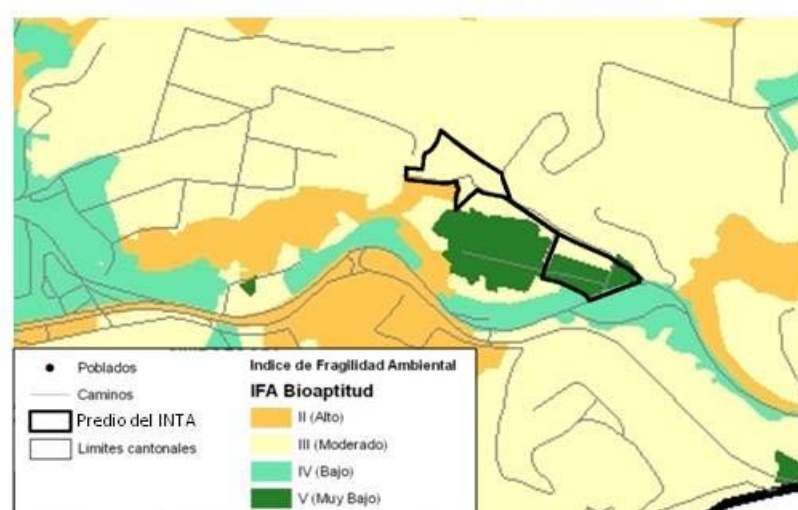 Poblados
Caminos
Predio del INTA
Limites cantonales
Indice de Fragilidad Ambiental
IFA Bioaptitud
II (Alto)
III (Moderado)
IV (Bajo)
V (Muy Bajo)